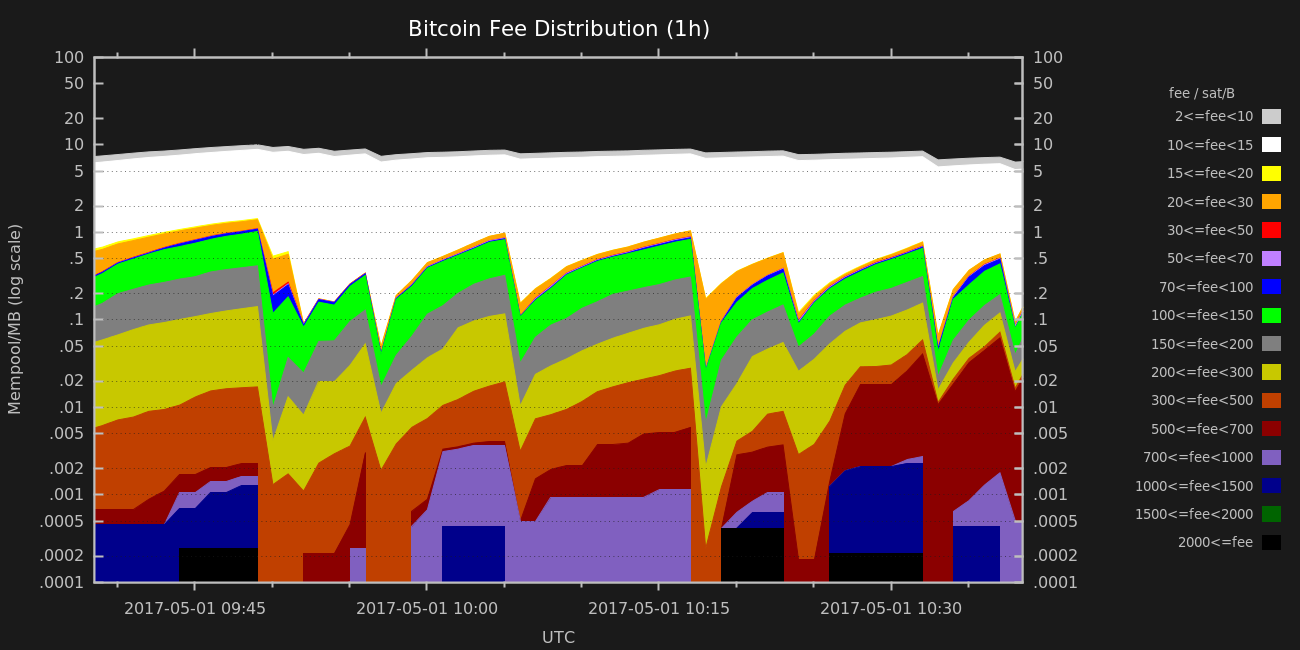 Bitcoin Fee Distribution (1h)
100 100
50 50
20 20
10 10
5 5
2 2
1 1
.5 .5
.2 .2
.1 .1
.05 .05
.02 .02
.01 .01
.005 .005
.002 .002
.001 .001
.0005 .0005
.0002 .0002
.0001 .0001
Mempool/MB (log scale)
2017-05-01 09:45 2017-05-01 10:00 2017-05-01 10:15 2017-05-01 10:30
UTC
fee / sat/B
2<=fee<10
10<=fee<15
15<=fee<20
20<=fee<30
30<=fee<50
50<=fee<70
70<=fee<100
100<=fee<150
150<=fee<200
200<=fee<300
300<=fee<500
500<=fee<700
700<=fee<1000
1000<=fee<1500
1500<=fee<2000
2000<=fee